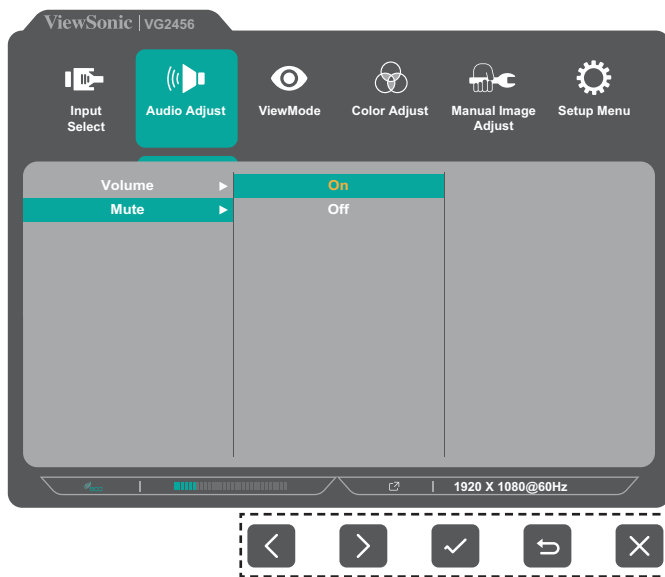 ViewSonic | VG2456
Input
Select
Audio Adjust
ViewMode
Color Adjust
Manual Image
Adjust
Setup Menu
Volume
On
Mute
Off
1920 X 1080@60Hz